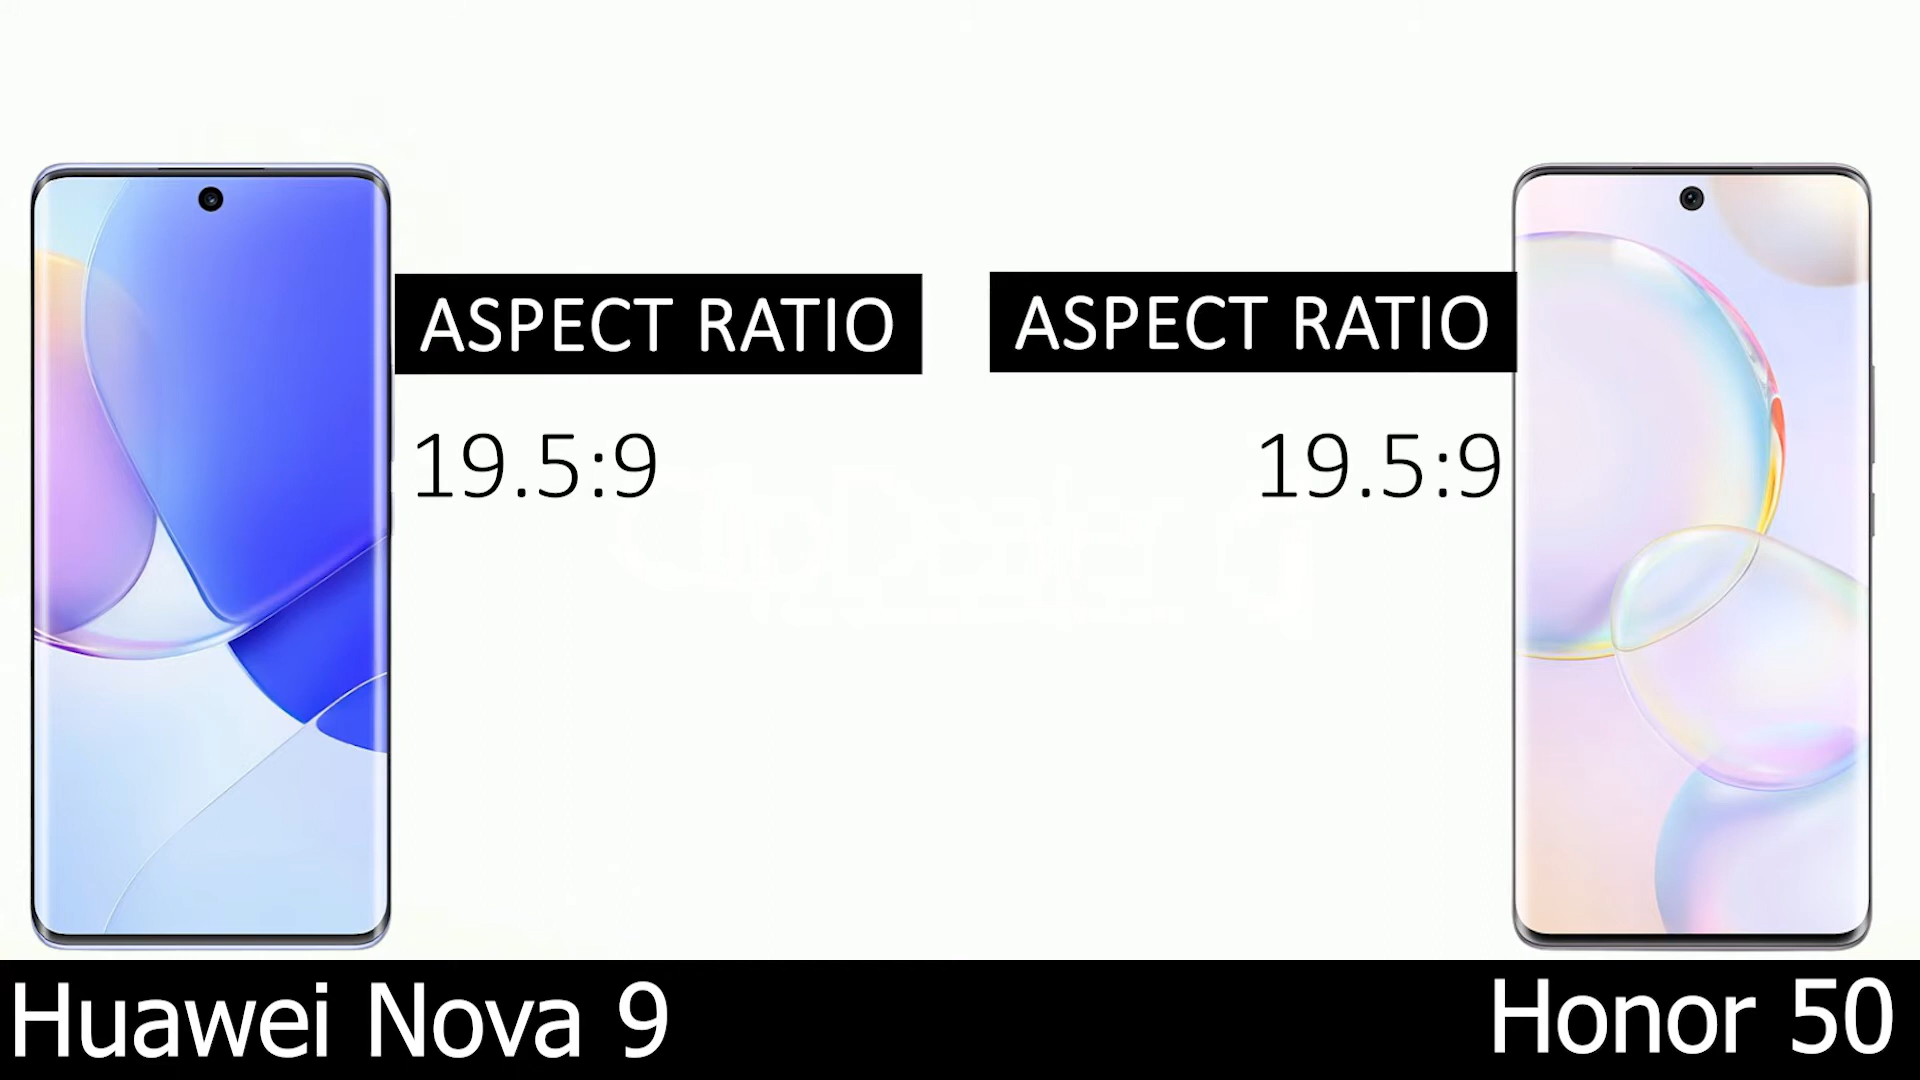 ASPECT RATIO
19.5:9
ASPECT RATIO
19.5:9
Huawei Nova 9
Honor 50